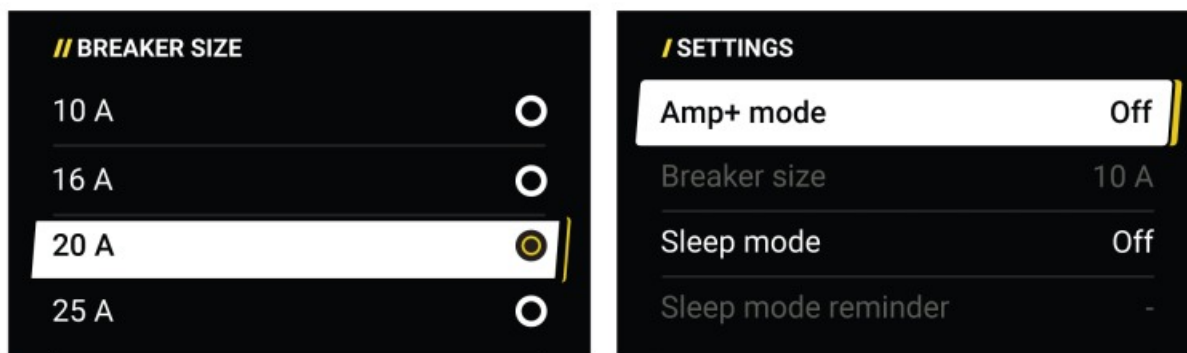 // BREAKER SIZE
10 A
16 A
20 A
25 A
/ SETTINGS
Amp+ mode Off
Breaker size 10 A
Sleep mode Off
Sleep mode reminder -